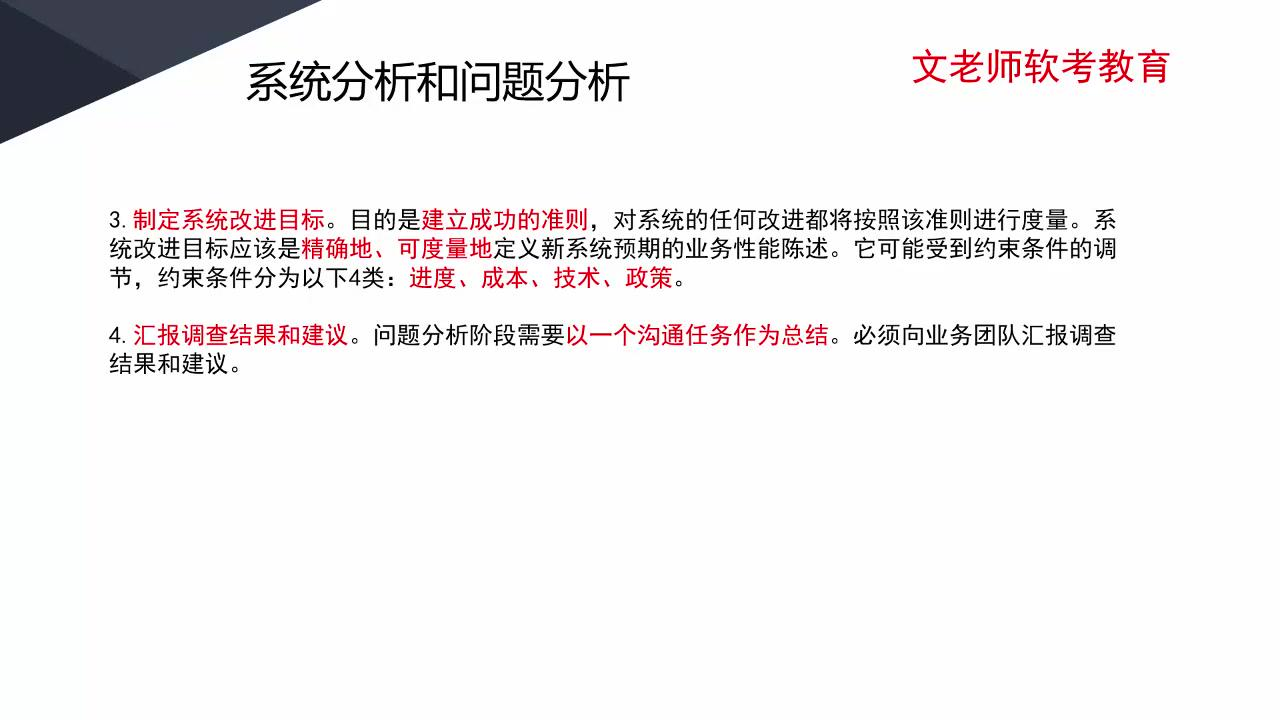 系统分析和问题分析
文老师软考教育
3. 制定系统改进目标。目的是建立成功的准则，对系统的任何改进都将按照该准则进行度量。系
统改进目标应该是精确地、可度量地定义新系统预期的业务性能陈述。它可能受到约束条件的调
节，约束条件分为以下4类：进度、成本、技术、政策。
4. 汇报调查结果和建议。问题分析阶段需要以一个沟通任务作为总结。必须向业务团队汇报调查
结果和建议。